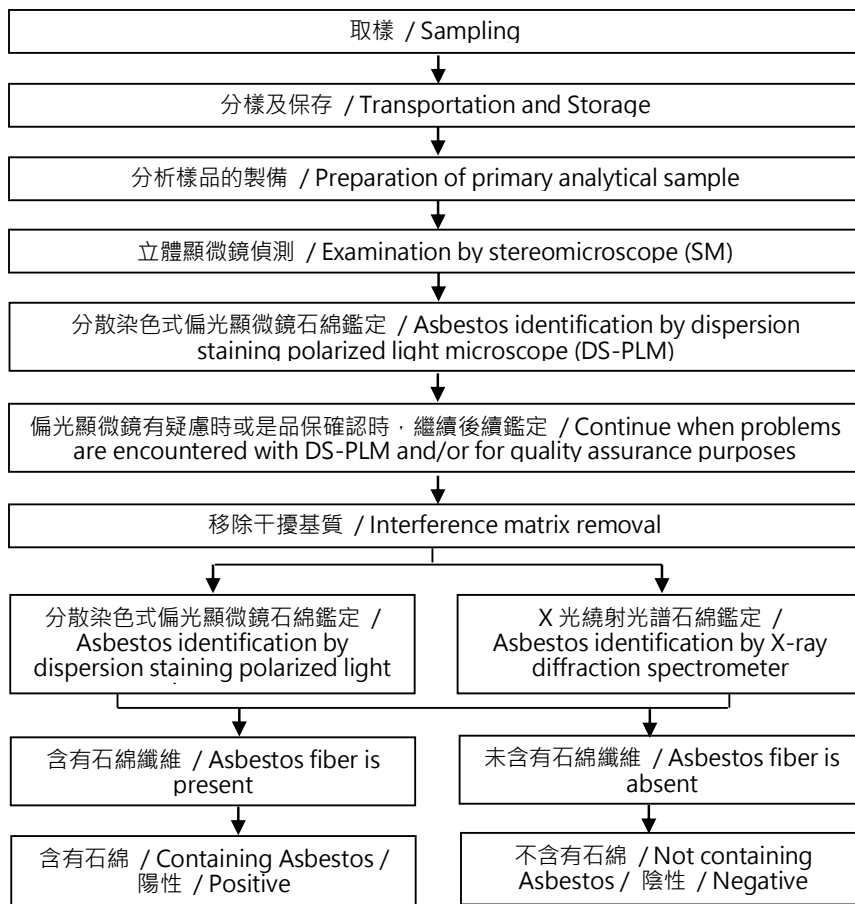 取樣 / Sampling
分樣及保存 / Transportation and Storage
分析樣品的製備 / Preparation of primary analytical sample
立體顯微鏡偵測 / Examination by stereomicroscope (SM)
分散染色式偏光顯微鏡石綿鑑定 / Asbestos identification by dispersion
staining polarized light microscope (DS-PLM)
偏光顯微鏡有疑慮時或是品保確認時，繼續後續鑑定 / Continue when problems
are encountered with DS-PLM and/or for quality assurance purposes
移除干擾基質 / Interference matrix removal
分散染色式偏光顯微鏡石綿鑑定 /
Asbestos identification by
dispersion staining polarized light
X 光繞射光譜石綿鑑定 /
Asbestos identification by X-ray
diffraction spectrometer
含有石綿纖維 / Asbestos fiber is
present
未含有石綿纖維 / Asbestos fiber is
absent
含有石綿 / Containing Asbestos /
陽性 / Positive
不含有石綿 / Not containing
Asbestos / 陰性 / Negative